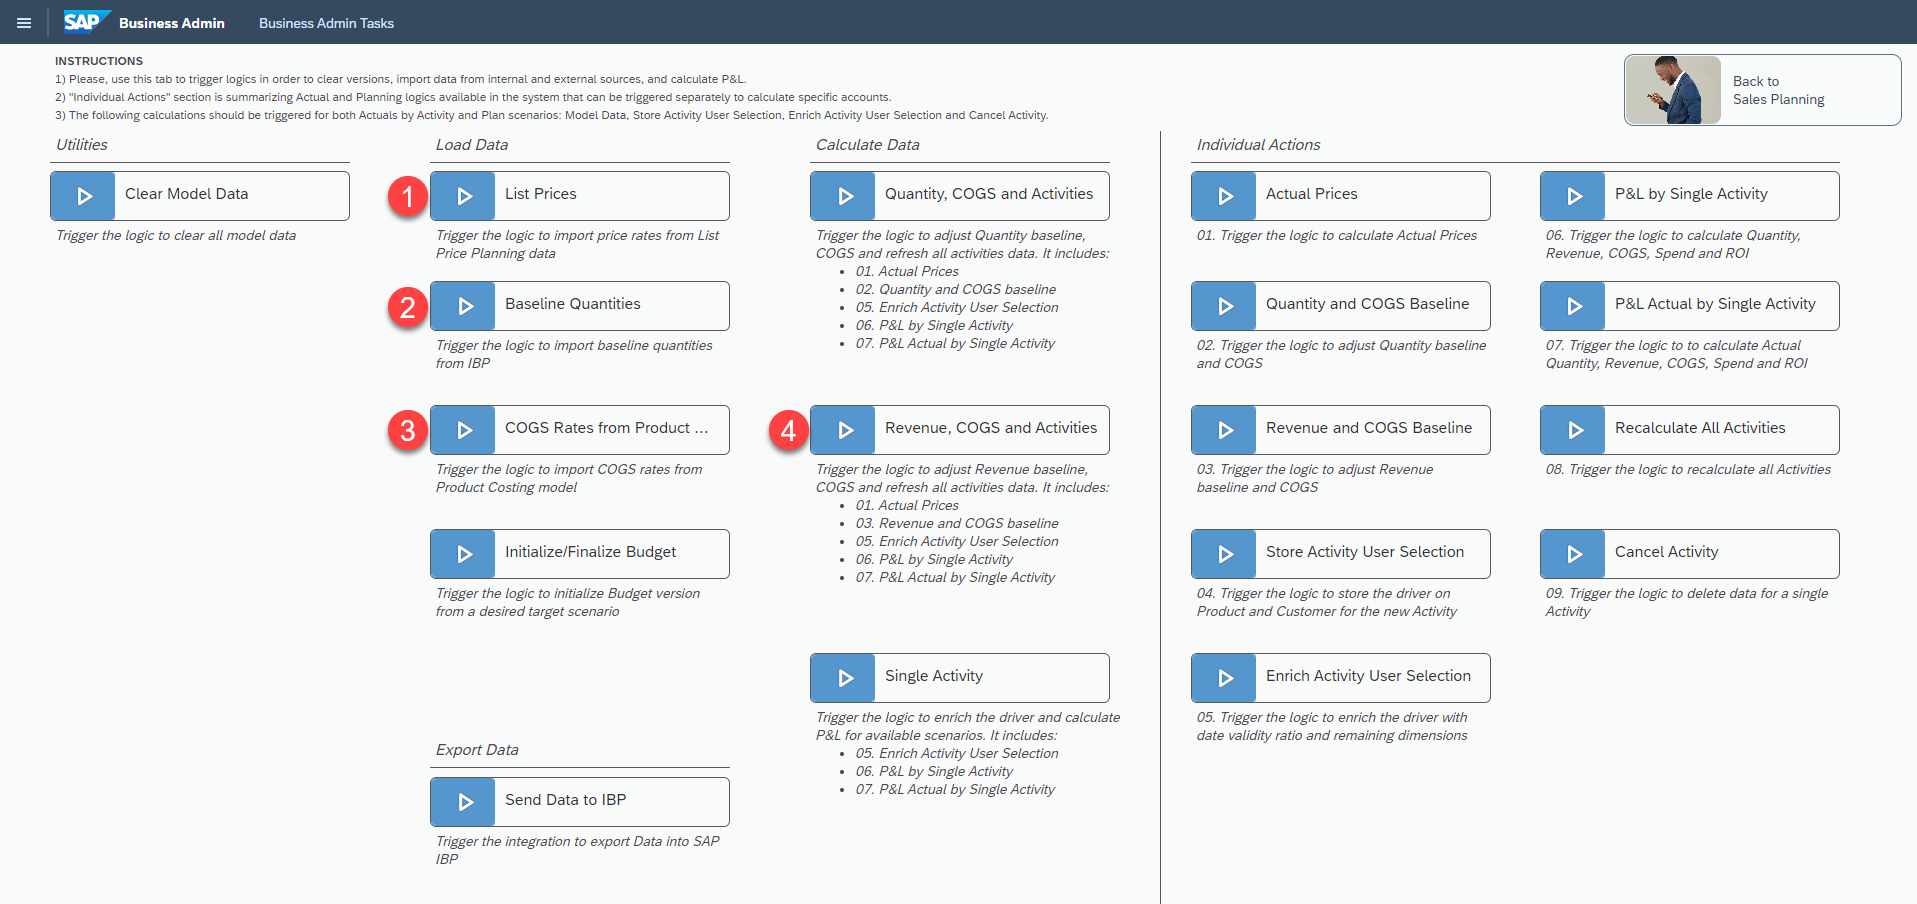 SAP Business Admin Business Admin Tasks
INSTRUCTIONS
1) Please, use this tab to trigger logics in order to clear versions, import data from internal and external sources, and calculate P&L.
2) "Individual Actions" section is summarizing Actual and Planning logics available in the system that can be triggered separately to calculate specific accounts.
3) The following calculations should be triggered for both Actuals by Activity and Plan scenarios: Model Data, Store Activity User Selection, Enrich Activity User Selection and Cancel Activity.
Back to
Sales Planning
Utilities
Clear Model Data
Trigger the logic to clear all model data
Load Data
1
List Prices
Trigger the logic to import price rates from List
Price Planning data
2
Baseline Quantities
Trigger the logic to import baseline quantities
from IBP
3
COGS Rates from Product ...
Trigger the logic to import COGS rates from
Product Costing model
Initialize/Finalize Budget
Trigger the logic to initialize Budget version
from a desired target scenario
Export Data
Send Data to IBP
Trigger the integration to export Data into SAP
IBP
Calculate Data
Quantity, COGS and Activities
Trigger the logic to adjust Quantity baseline,
COGS and refresh all activities data. It includes:
• 01. Actual Prices
• 02. Quantity and COGS baseline
• 05. Enrich Activity User Selection
• 06. P&L by Single Activity
• 07. P&L Actual by Single Activity
4
Revenue, COGS and Activities
Trigger the logic to adjust Revenue baseline,
COGS and refresh all activities data. It includes:
• 01. Actual Prices
• 03. Revenue and COGS baseline
• 05. Enrich Activity User Selection
• 06. P&L by Single Activity
• 07. P&L Actual by Single Activity
Single Activity
Trigger the logic to enrich the driver and calculate
P&L for available scenarios. It includes:
• 05. Enrich Activity User Selection
• 06. P&L by Single Activity
• 07. P&L Actual by Single Activity
Individual Actions
Actual Prices
01. Trigger the logic to calculate Actual Prices
Quantity and COGS Baseline
02. Trigger the logic to adjust Quantity baseline
and COGS
Revenue and COGS Baseline
03. Trigger the logic to adjust Revenue
baseline and COGS
Store Activity User Selection
04. Trigger the logic to store the driver on
Product and Customer for the new Activity
Enrich Activity User Selection
05. Trigger the logic to enrich the driver with
date validity ratio and remaining dimensions
P&L by Single Activity
06. Trigger the logic to calculate Quantity,
Revenue, COGS, Spend and ROI
P&L Actual by Single Activity
07. Trigger the logic to to calculate Actual
Quantity, Revenue, COGS, Spend and ROI
Recalculate All Activities
08. Trigger the logic to recalculate all Activities
Cancel Activity
09. Trigger the logic to delete data for a single
Activity